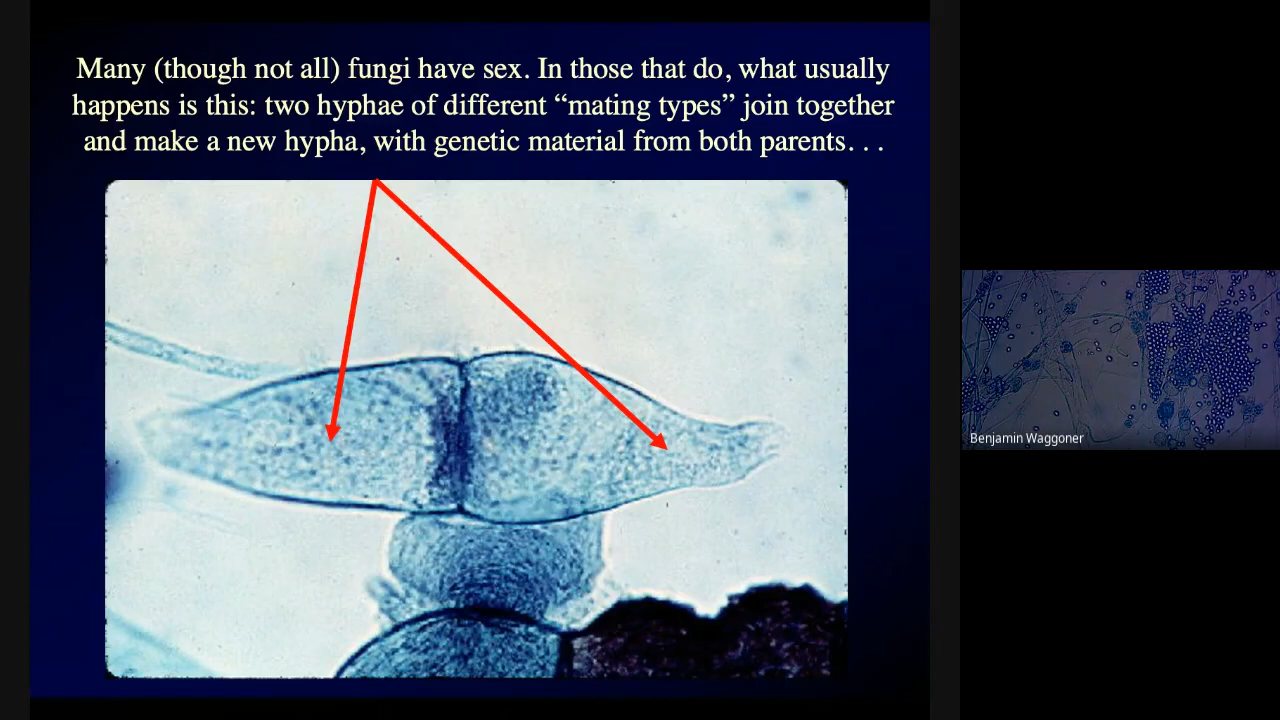 Many (though not all) fungi have sex. In those that do, what usually
happens is this: two hyphae of different “mating types” join together
and make a new hypha, with genetic material from both parents. . .
Benjamin Waggoner